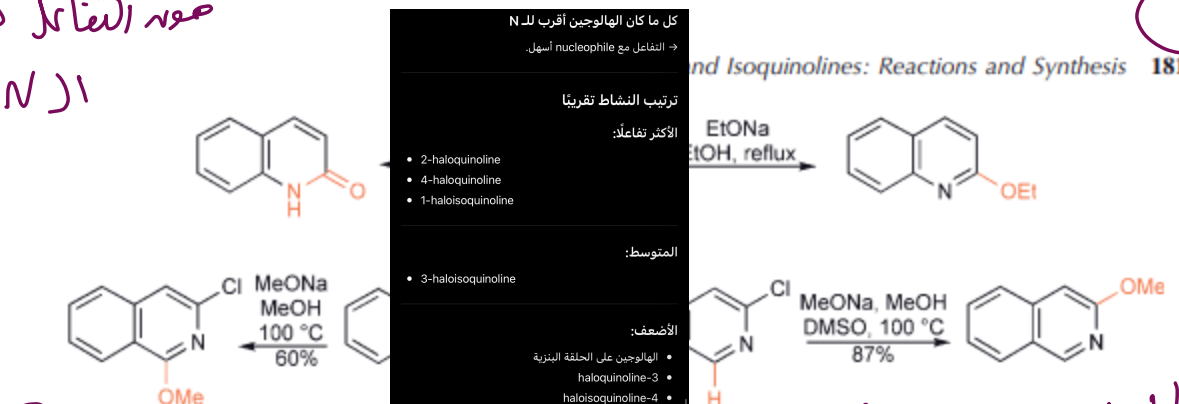 ال N
and Isoquinolines: Reactions and Synthesis 181
كل ما كان الهالوجين أقرب للـ N
→ التفاعل مع nucleophile أسهل.
ترتيب النشاط تقريبًا
الأكثر تفاعلًا:
• 2-haloquinoline
• 4-haloquinoline
• 1-haloisoquinoline
المتوسط:
• 3-haloisoquinoline
الأضعف:
• الهالوجين على الحلقة البنزية
• haloquinoline-3
• haloisoquinoline-4
N
H
O
EtONa
EtOH, reflux
N
OEt
Cl
N
OMe
MeONa
MeOH
100 °C
60%
Cl
N
H
MeONa, MeOH
DMSO, 100 °C
87%
OMe
N